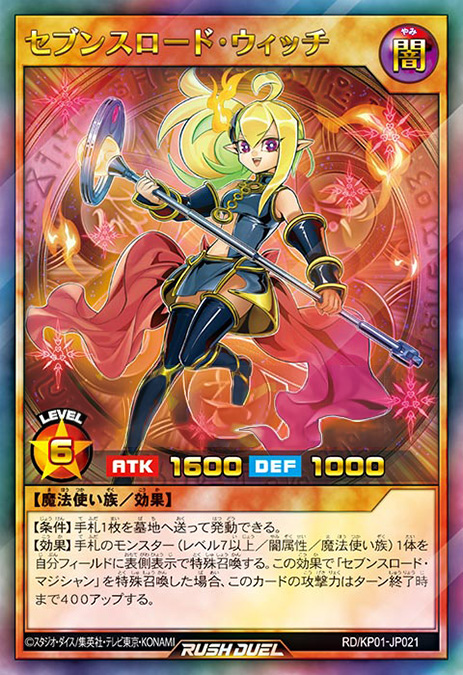 セブンスロード・ウィッチ
やみ
闇
LEVEL
6
ATK 1600 DEF 1000
【魔法使い族／効果】
【条件】手札1枚を墓地へ送って発動できる。
【効果】手札のモンスター（レベル7以上／闇属性／魔法使い族）1体を
自分フィールドに表側表示で特殊召喚する。この効果で「セブンスロード・
マジシャン」を特殊召喚した場合、このカードの攻撃力はターン終了時
まで400アップする。
©スタジオ・ダイス/集英社・テレビ東京・KONAMI RUSH DUEL RD/KP01-JP021